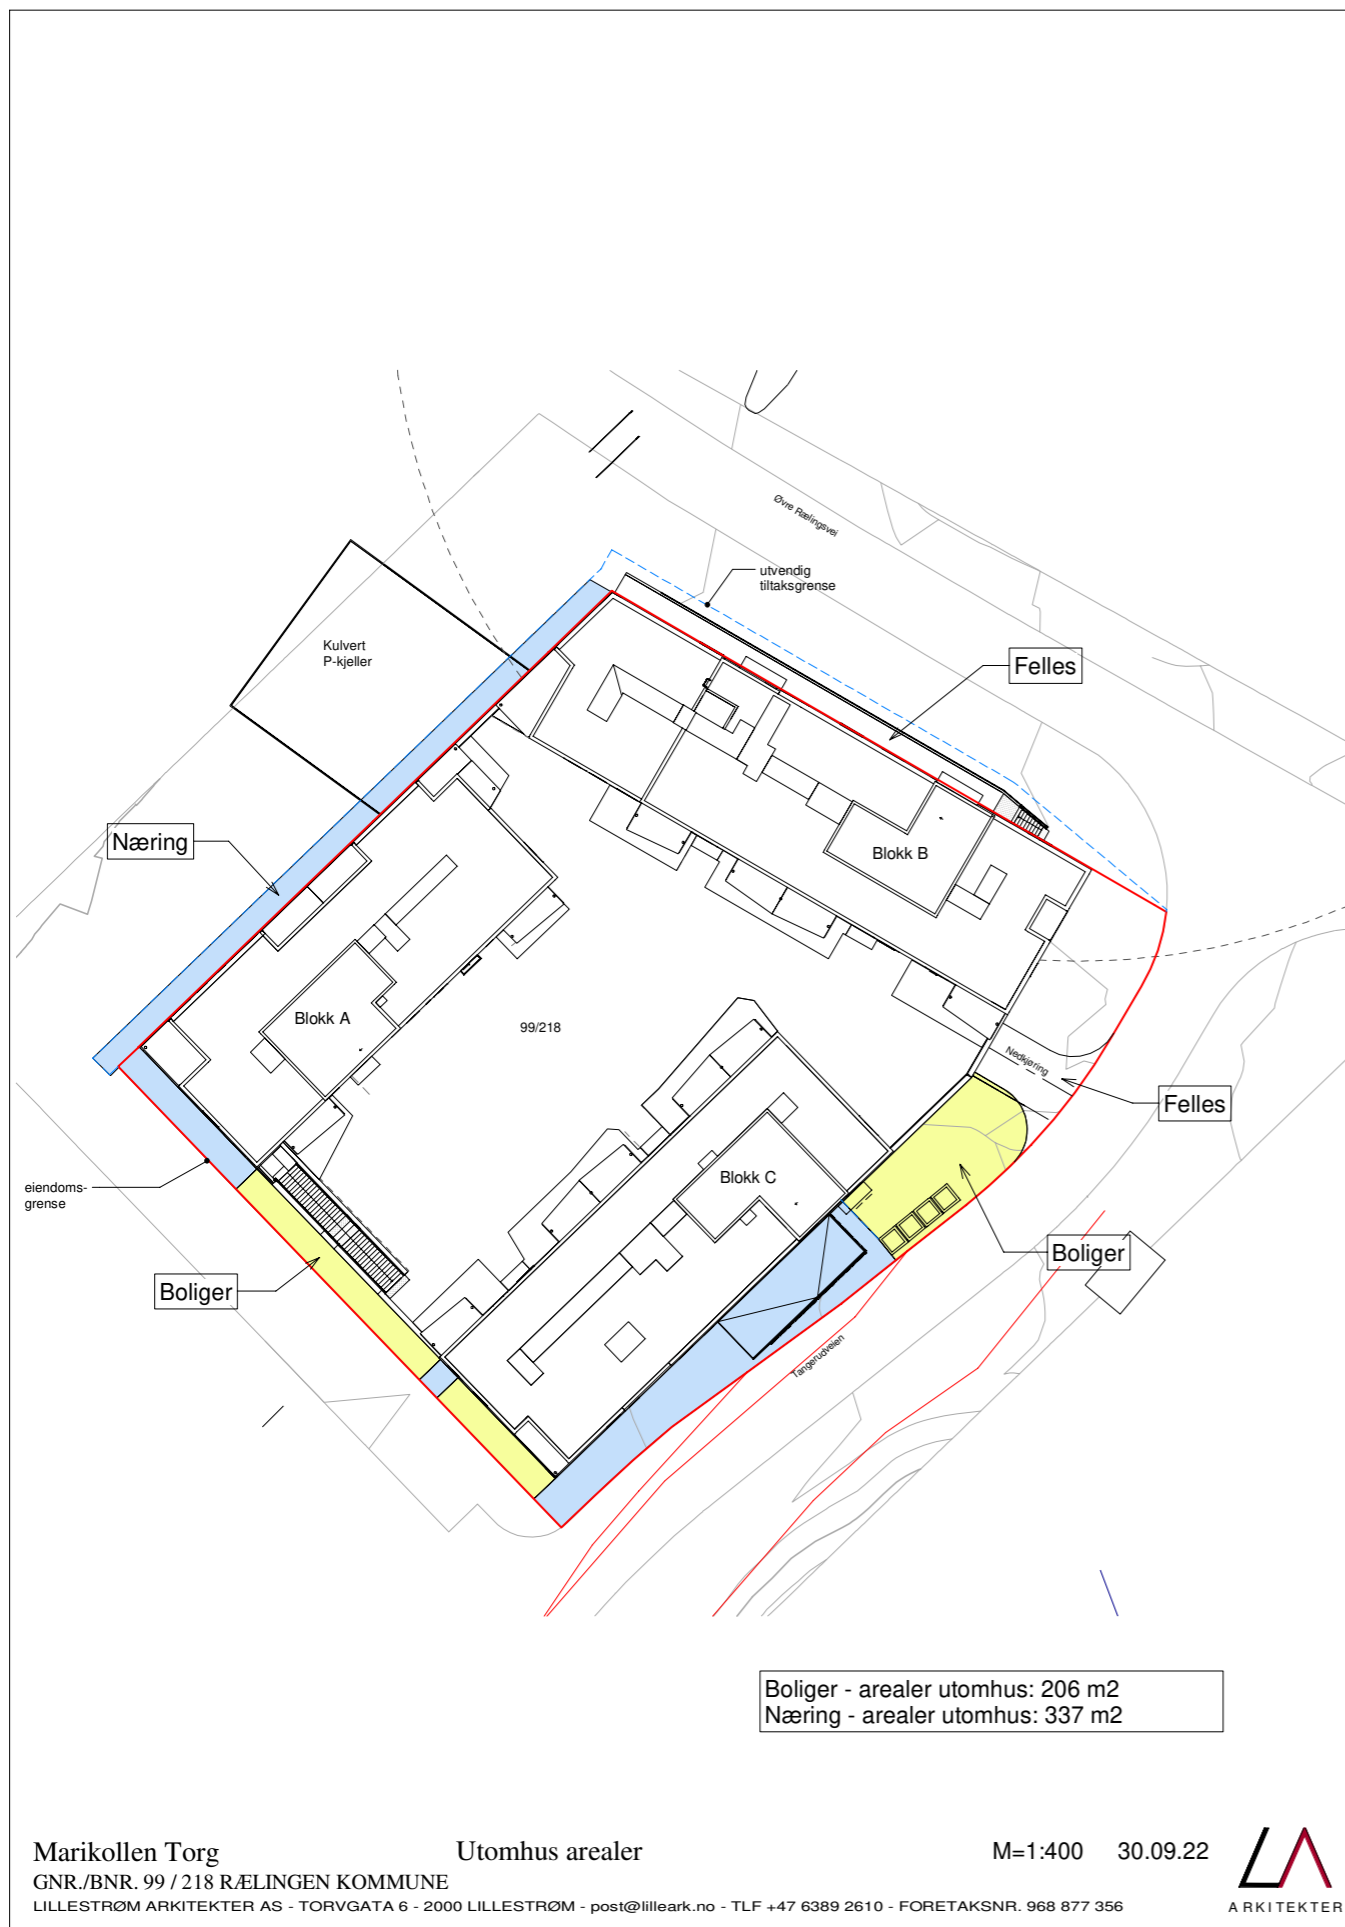 Øvre Rælingsvei
utvendig
tiltaksgrense
Kulvert
P-kjeller
Felles
Næring
Blokk B
Blokk A
99/218
Nedkjøring
Felles
Blokk C
eiendoms-
grense
Boliger
Boliger
Tangerudveien
Boliger - arealer utomhus: 206 m2
Næring - arealer utomhus: 337 m2
Marikollen Torg
Utomhus arealer
M=1:400
30.09.22
GNR./BNR. 99 / 218 RÆLINGEN KOMMUNE
LILLESTRØM ARKITEKTER AS - TORVGATA 6 - 2000 LILLESTRØM - post@lilleark.no - TLF +47 6389 2610 - FORETAKSNR. 968 877 356
LA
ARKITEKTER